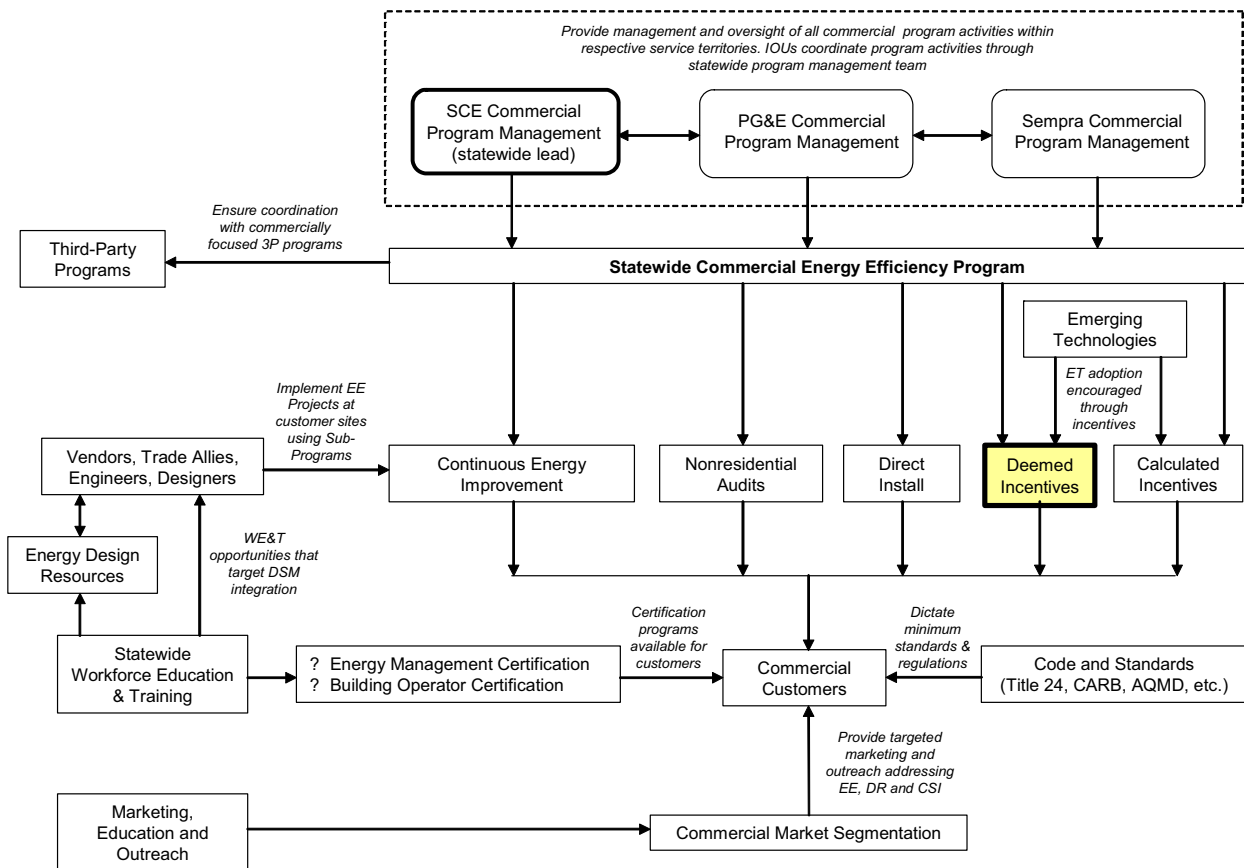 Provide management and oversight of all commercial program activities within
respective service territories. IOUs coordinate program activities through
statewide program management team
SCE Commercial
Program Management
(statewide lead)
PG&E Commercial
Program Management
Sempra Commercial
Program Management
Ensure coordination
with commercially
focused 3P programs
Third-Party
Programs
Statewide Commercial Energy Efficiency Program
Emerging
Technologies
ET adoption
encouraged
through
incentives
Implement EE
Projects at
customer sites
using Sub-
Programs
Vendors, Trade Allies,
Engineers, Designers
Continuous Energy
Improvement
Nonresidential
Audits
Direct
Install
Deemed
Incentives
Calculated
Incentives
Energy Design
Resources
WE&T
opportunities that
target DSM
integration
Statewide
Workforce Education
& Training
? Energy Management Certification
? Building Operator Certification
Certification
programs
available for
customers
Commercial
Customers
Dictate
minimum
standards &
regulations
Code and Standards
(Title 24, CARB, AQMD, etc.)
Provide targeted
marketing and
outreach addressing
EE, DR and CSI
Marketing,
Education and
Outreach
Commercial Market Segmentation